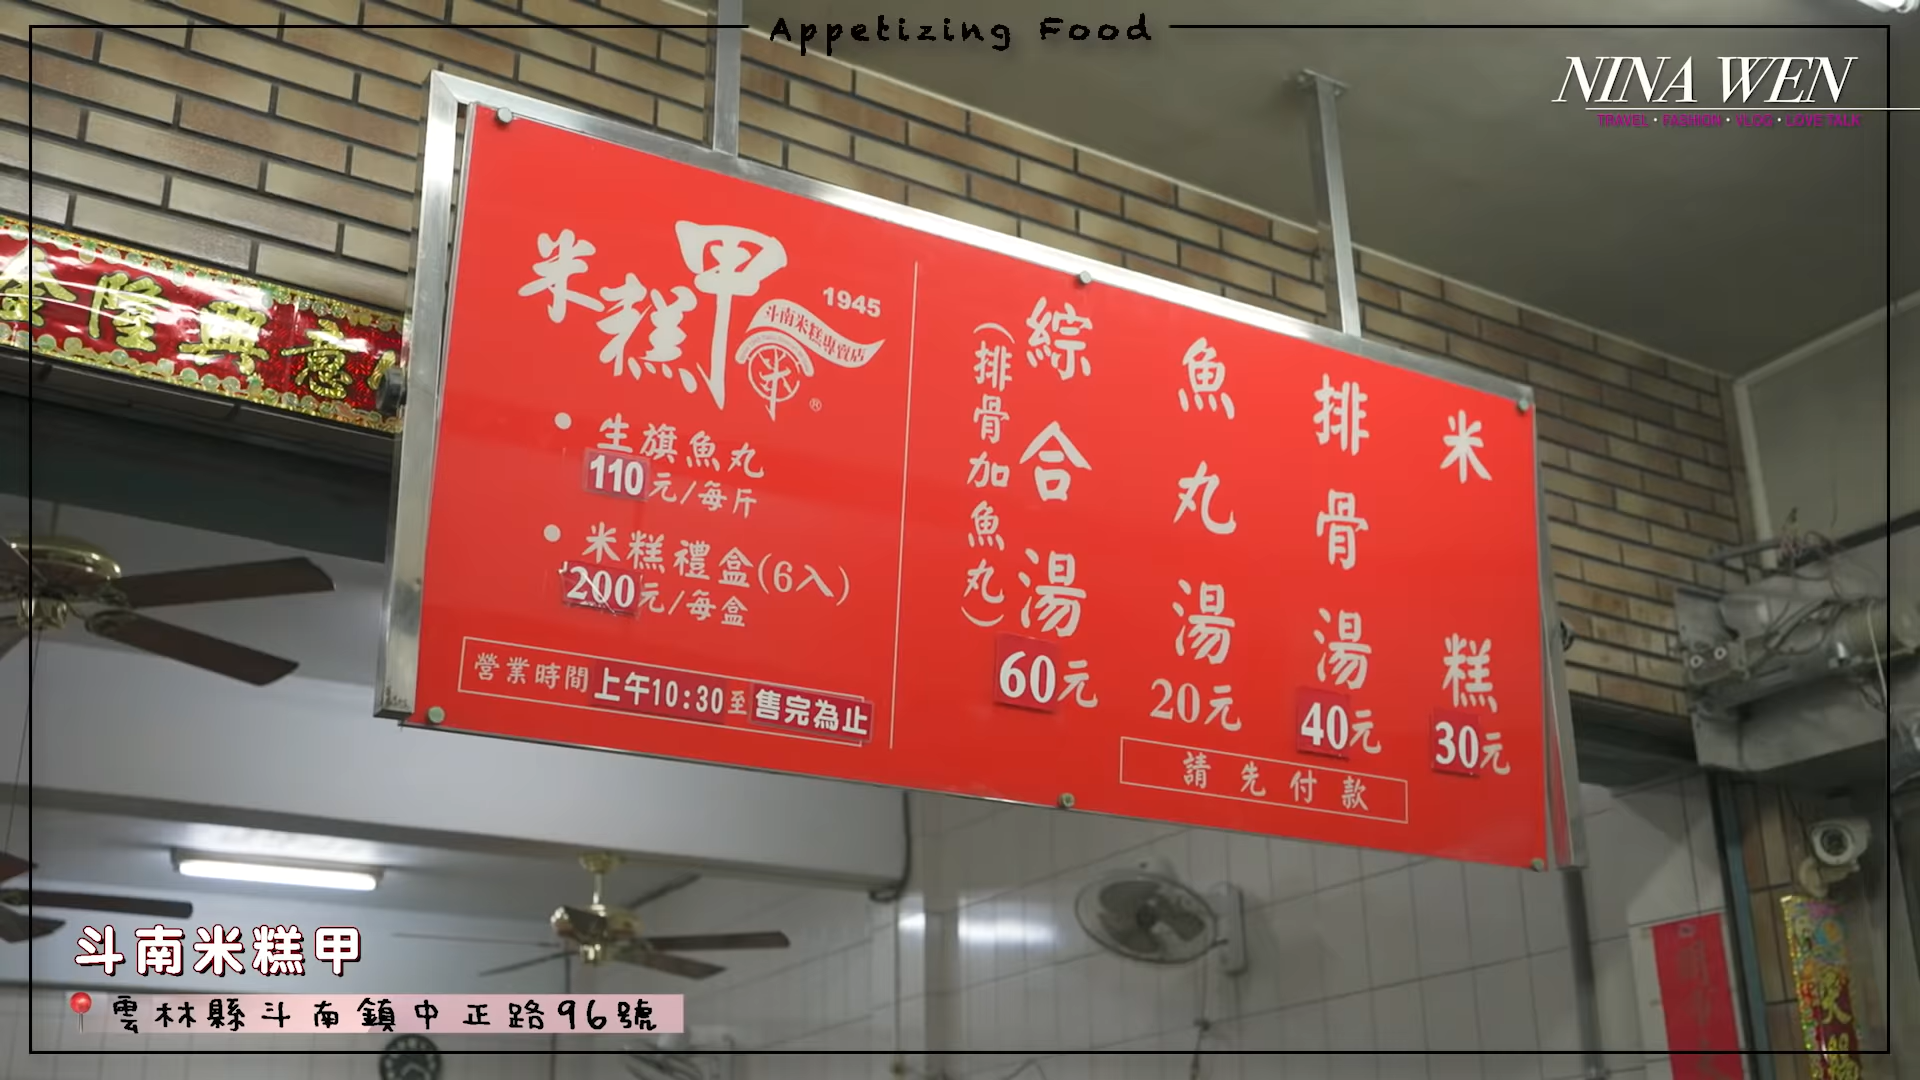 Appetizing Food
NINA WEN
TRAVEL · FASHION · VLOG · LOVE TALK
金隆興
米糕甲
1945
斗南米糕專賣店
米
®
• 生旗魚丸
110元/每斤
• 米糕禮盒(6入)
200元/每盒
營業時間 上午10:30至售完為止
米糕 30元
排骨湯 40元
魚丸湯 20元
綜合湯 60元
(排骨加魚丸)
請先付款
斗南米糕甲
雲林縣斗南鎮中正路96號